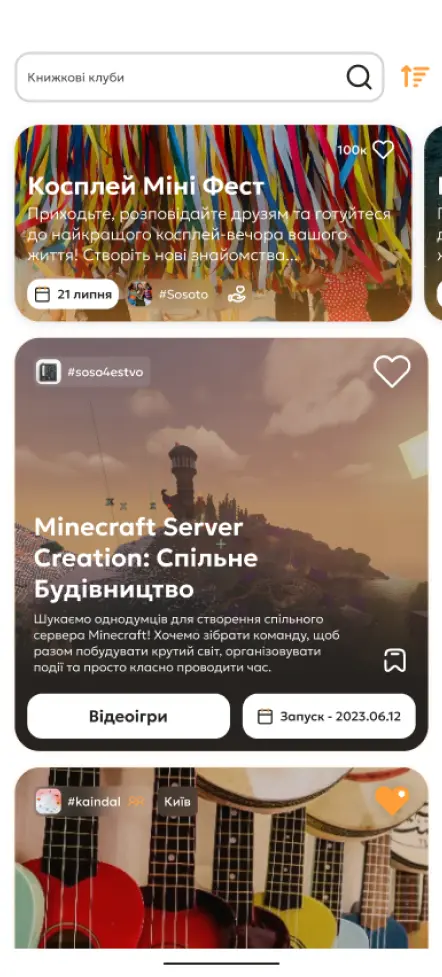 Книжкові клуби
100к
Косплей Міні Фест
Приходьте, розповідайте друзям та готуйтеся
до найкращого косплей-вечора вашого
життя! Створіть нові знайомства...
21 липня
#Sosoto
#soso4estvo
Minecraft Server
Creation: Спільне
Будівництво
Шукаємо однодумців для створення спільного
сервера Minecraft! Хочемо зібрати команду, щоб
разом побудувати крутий світ, організовувати
події та просто класно проводити час.
Відеоігри
Запуск - 2023.06.12
#kaindal
Київ